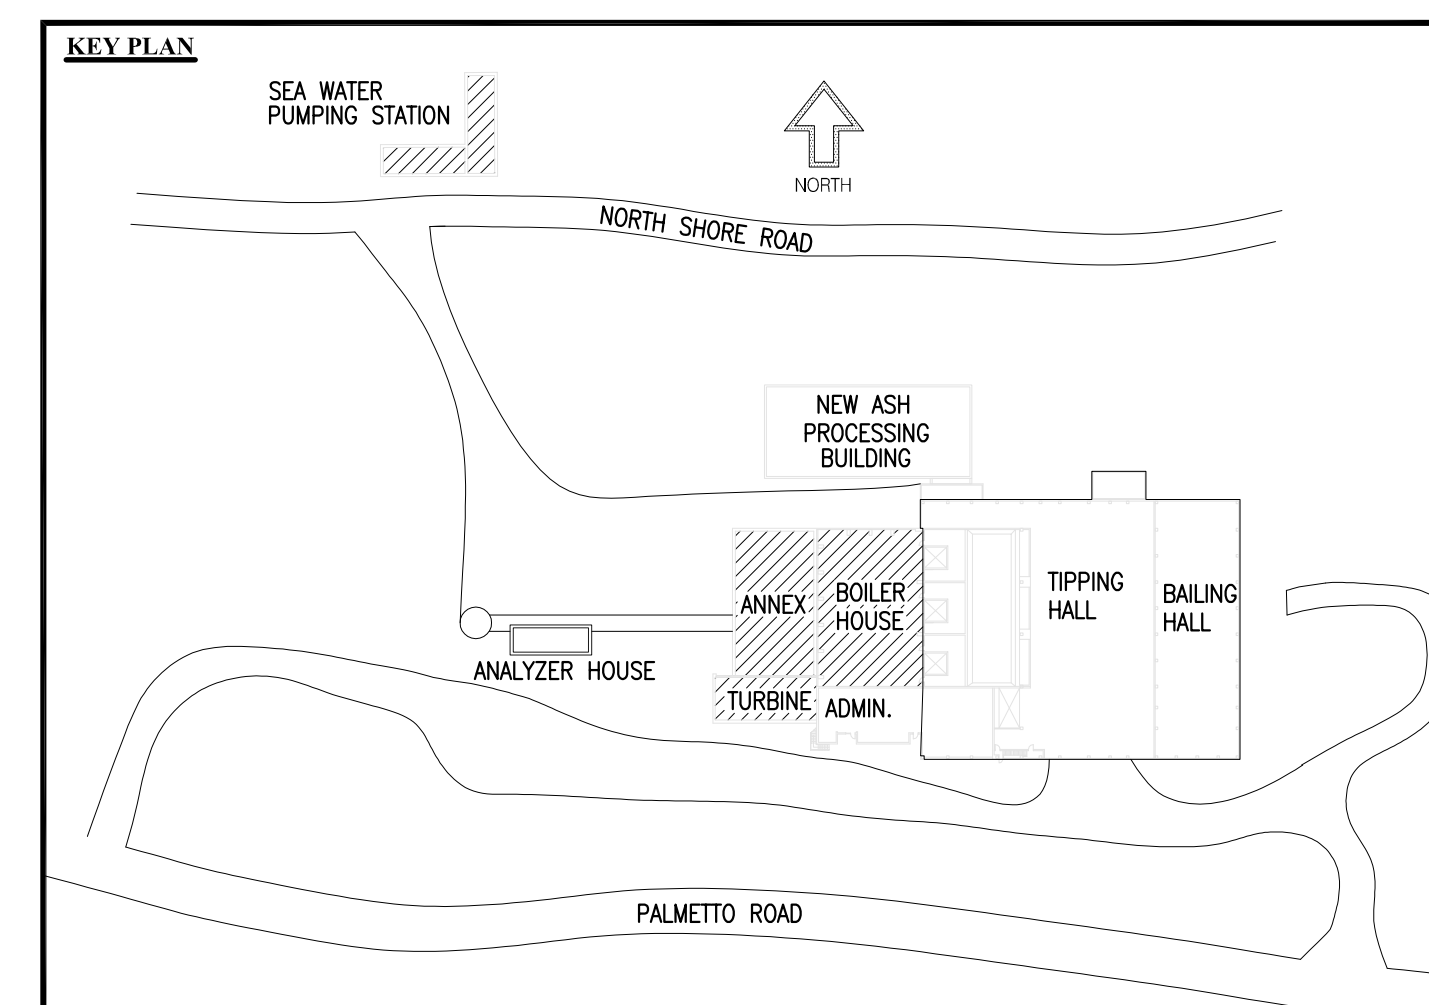 KEY PLAN
SEA WATER
PUMPING STATION
NORTH
NORTH SHORE ROAD
NEW ASH
PROCESSING
BUILDING
TIPPING
HALL
BAILING
HALL
BOILER
HOUSE
ANNEX
ANALYZER HOUSE
TURBINE
ADMIN.
PALMETTO ROAD